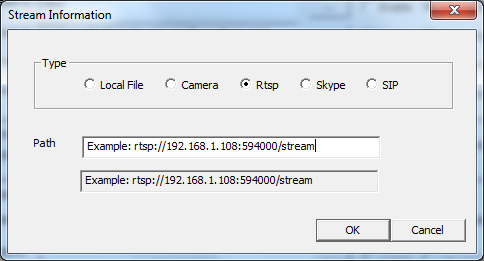 Stream Information
Type
Local File Camera Rtsp Skype SIP
Path Example: rtsp://192.168.1.108:594000/stream
Example: rtsp://192.168.1.108:594000/stream
OK Cancel